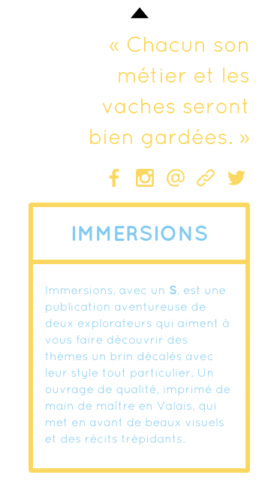 « Chacun son
métier et les
vaches seront
bien gardées. »
IMMERSIONS
Immersions, avec un S, est une
publication aventureuse de
deux explorateurs qui aiment à
vous faire découvrir des
thèmes un brin décalés avec
leur style tout particulier. Un
ouvrage de qualité, imprimé de
main de maître en Valais, qui
met en avant de beaux visuels
et des récits trépidants.